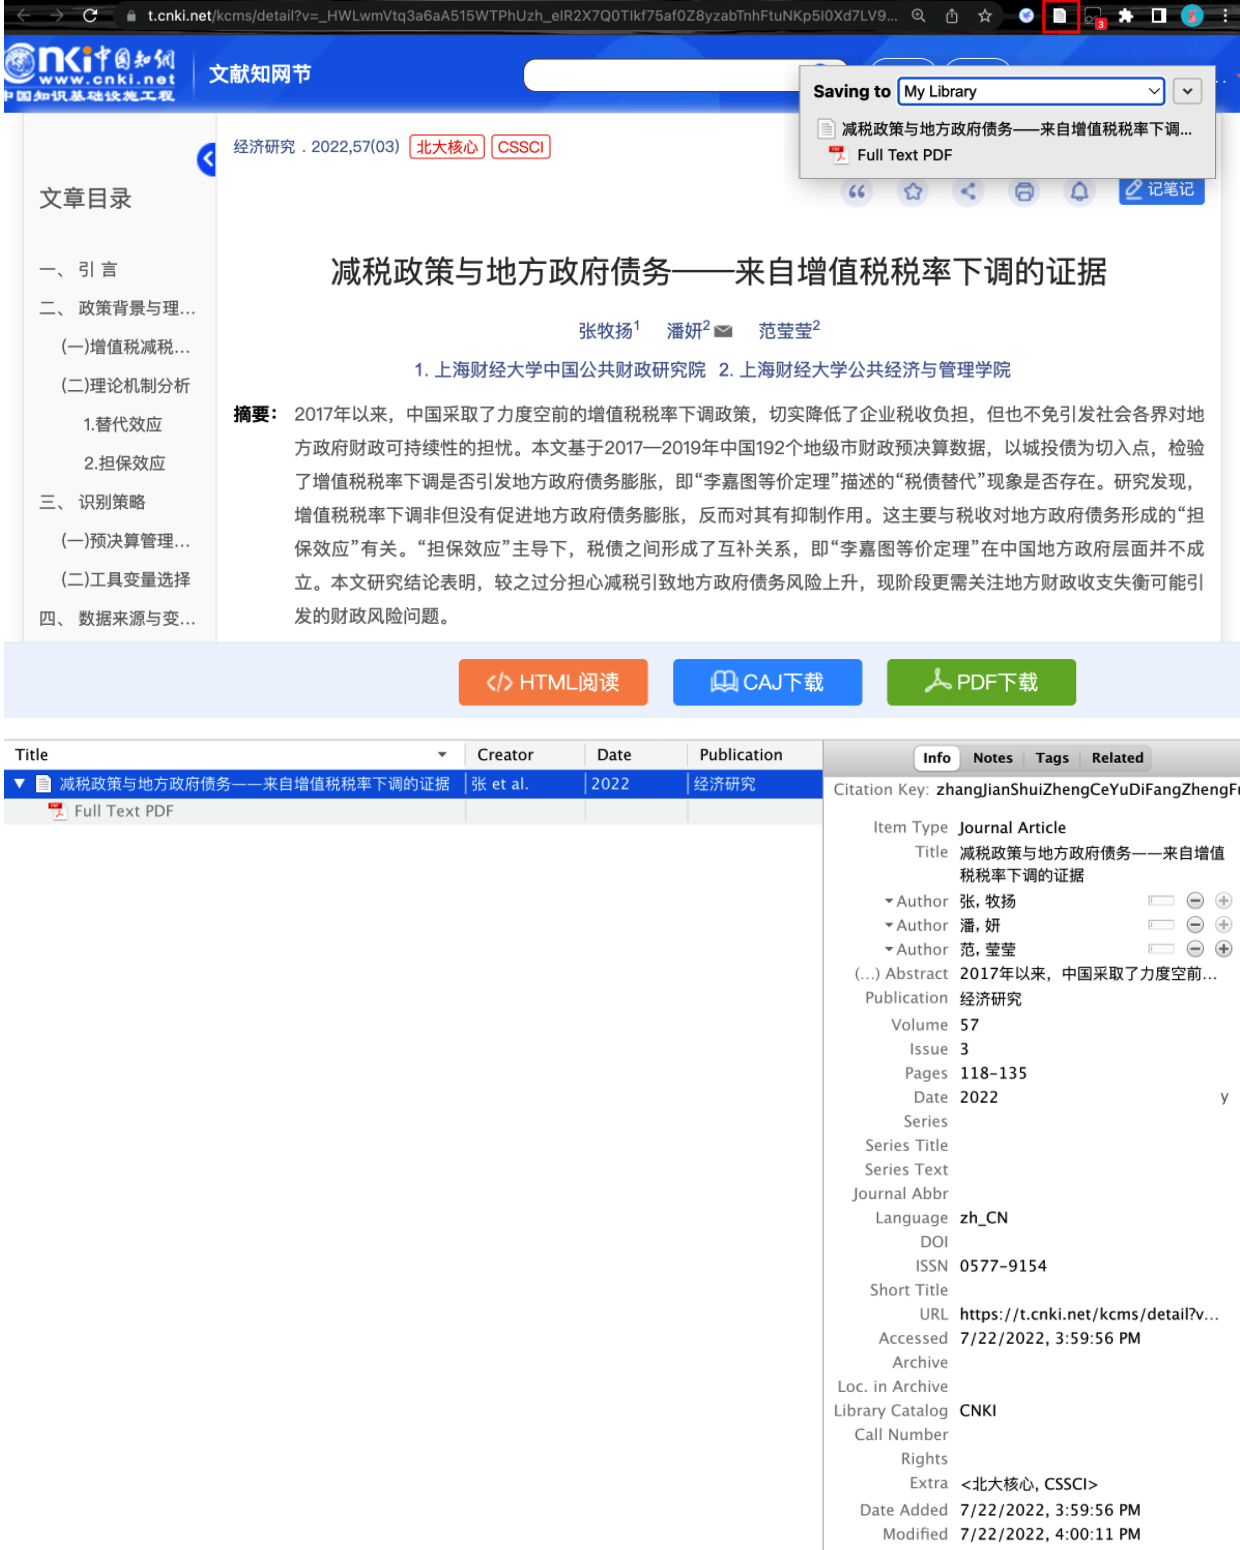 t.cnki.net/kcms/detail?v=_HWLwmVtq3a6aA515WTPhUzh_eIR2X7Q0TIkf75af0Z8yzabTnhFtuNKp5I0Xd7LV9...
3
cnki中国知网
www.cnki.net
中国知识基础设施工程
文献知网节
Saving to My Library
减税政策与地方政府债务——来自增值税税率下调...
Full Text PDF
经济研究 . 2022,57(03) 北大核心 CSSCI
记笔记
文章目录
一、 引言
二、 政策背景与理...
(一)增值税减税...
(二)理论机制分析
1.替代效应
2.担保效应
三、 识别策略
(一)预决算管理...
(二)工具变量选择
四、 数据来源与变...
减税政策与地方政府债务——来自增值税税率下调的证据
张牧扬1 潘妍2 范莹莹2
1. 上海财经大学中国公共财政研究院 2. 上海财经大学公共经济与管理学院
摘要： 2017年以来，中国采取了力度空前的增值税税率下调政策，切实降低了企业税收负担，但也不免引发社会各界对地
方政府财政可持续性的担忧。本文基于2017—2019年中国192个地级市财政预决算数据，以城投债为切入点，检验
了增值税税率下调是否引发地方政府债务膨胀，即“李嘉图等价定理”描述的“税债替代”现象是否存在。研究发现，
增值税税率下调非但没有促进地方政府债务膨胀，反而对其有抑制作用。这主要与税收对地方政府债务形成的“担
保效应”有关。“担保效应”主导下，税债之间形成了互补关系，即“李嘉图等价定理”在中国地方政府层面并不成
立。本文研究结论表明，较之过分担心减税引致地方政府债务风险上升，现阶段更需关注地方财政收支失衡可能引
发的财政风险问题。
</> HTML阅读 CAJ下载 PDF下载
Title Creator Date Publication
减税政策与地方政府债务——来自增值税税率下调的证据 张 et al. 2022 经济研究
Full Text PDF
Info Notes Tags Related
Citation Key: zhangJianShuiZhengCeYuDiFangZhengFu
Item Type Journal Article
Title 减税政策与地方政府债务——来自增值
税税率下调的证据
Author 张, 牧扬
Author 潘, 妍
Author 范, 莹莹
(...) Abstract 2017年以来，中国采取了力度空前...
Publication 经济研究
Volume 57
Issue 3
Pages 118-135
Date 2022 y
Series
Series Title
Series Text
Journal Abbr
Language zh_CN
DOI
ISSN 0577-9154
Short Title
URL https://t.cnki.net/kcms/detail?v...
Accessed 7/22/2022, 3:59:56 PM
Archive
Loc. in Archive
Library Catalog CNKI
Call Number
Rights
Extra <北大核心, CSSCI>
Date Added 7/22/2022, 3:59:56 PM
Modified 7/22/2022, 4:00:11 PM